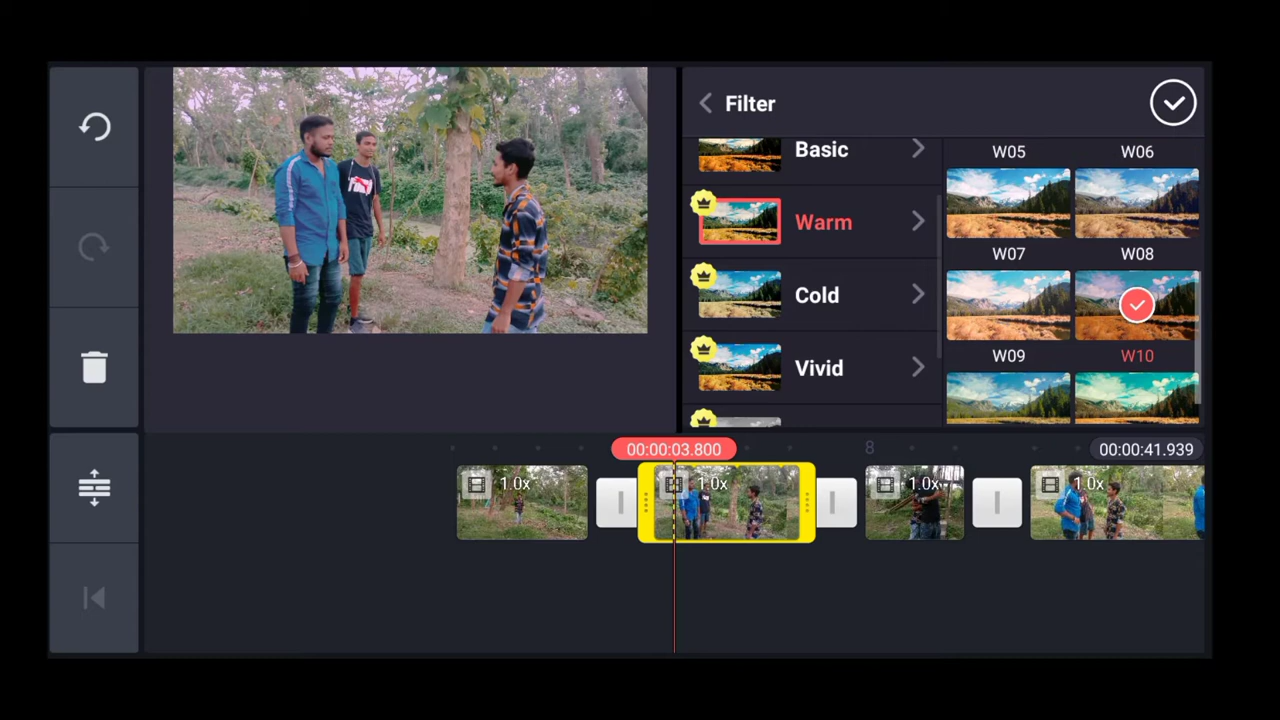 Filter
Basic
Warm
Cold
Vivid
W05
W06
W07
W08
W09
W10
00:00:03.800
8
00:00:41.939
1.0x
1.0x
1.0x
1.0x